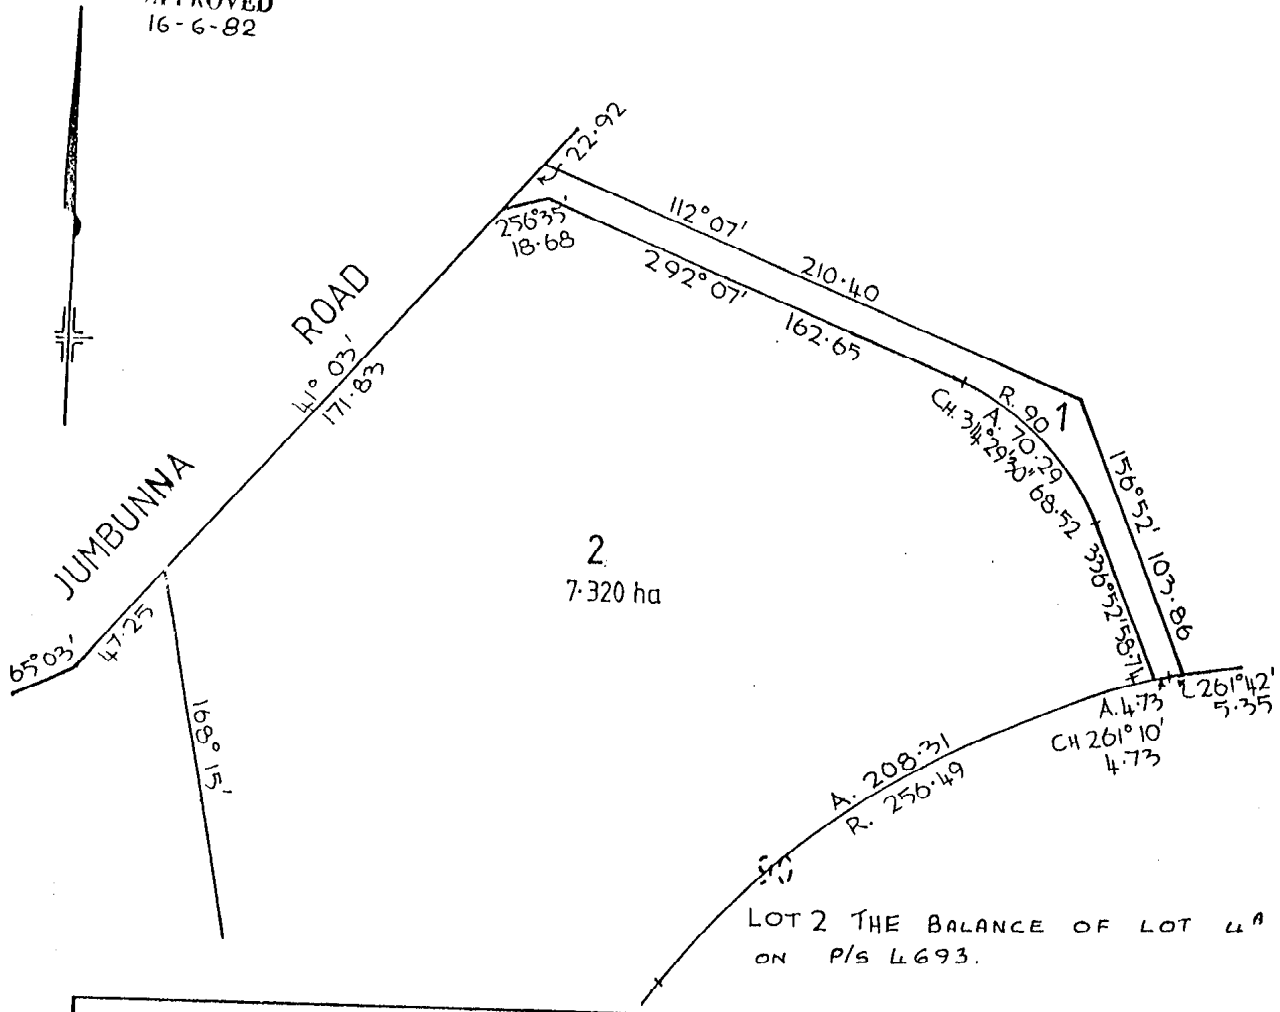 APPROVED
16-6-82
22.92
112°07'
210.40
256°35'
18.68
292°07'
162.65
JUMBUNNA ROAD
41° 03'
171.83
R. 90
A. 70.29
CH. 314°29'30" 68.52
1
156°52' 103.86
336°52' 58.74
2
7.320 ha
47.25
65°03'
168° 15'
261°42'
5.35
A. 4.73
CH 261° 10'
4.73
A. 208.31
R. 256.49
LOT 2 THE BALANCE OF LOT 4A
ON P/S 4693.